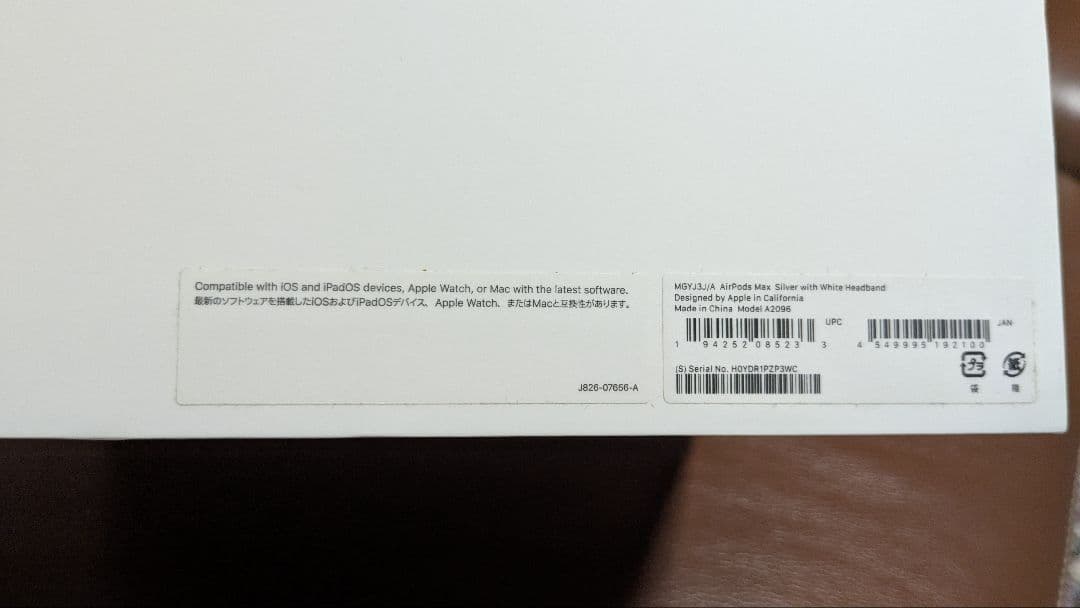 Compatible with iOS and iPadOS devices, Apple Watch, or Mac with the latest software.
最新のソフトウェアを搭載したiOSおよびiPadOSデバイス、Apple Watch、またはMacと互換性があります。
J826-07656-A
MGYJ3J/A AirPods Max Silver with White Headband
Designed by Apple in California
Made in China Model A2096
UPC
1 94252 08523 3
JAN
4 549995 192100
(S) Serial No. H0YDR1PZP3WC
プラ
紙
袋